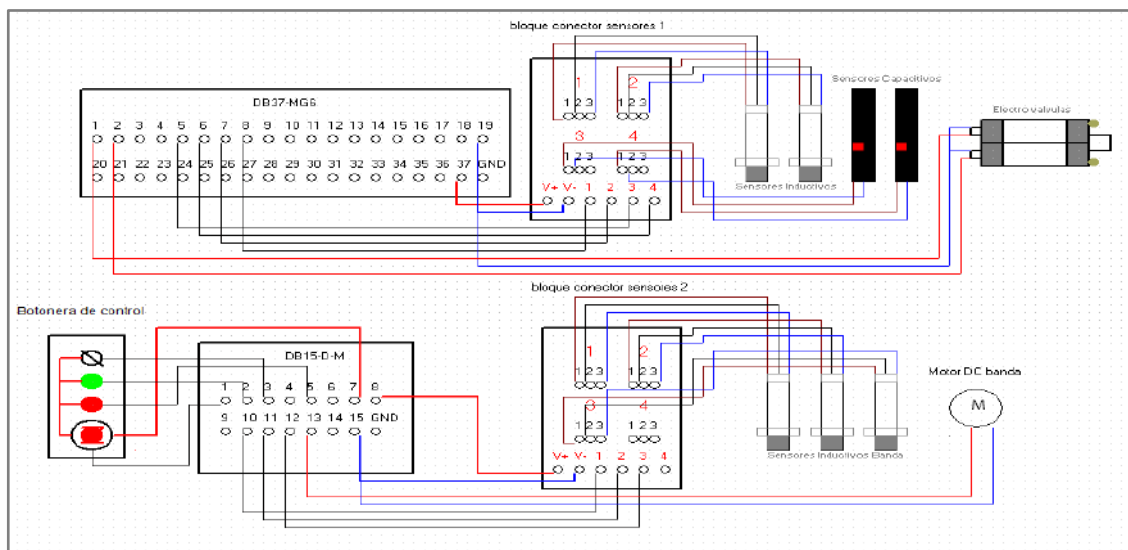 bloque conector sensores 1
DB37-MG6
1 2 3 4 5 6 7 8 9 10 11 12 13 14 15 16 17 18 19
20 21 22 23 24 25 26 27 28 29 30 31 32 33 34 35 36 37 GND
1 2
1 2 3 1 2 3
3 4
1 2 3 1 2 3
V+ V- 1 2 3 4
Sensores Inductivos
Sensores Capacitivos
Electro valvulas
Botonera de control
DB15-D-M
1 2 3 4 5 6 7 8
9 10 11 12 13 14 15 GND
bloque conector sensores 2
1 2
1 2 3 1 2 3
3 4
1 2 3 1 2 3
V+ V- 1 2 3 4
Sensores Inductivos Banda
Motor DC banda
M